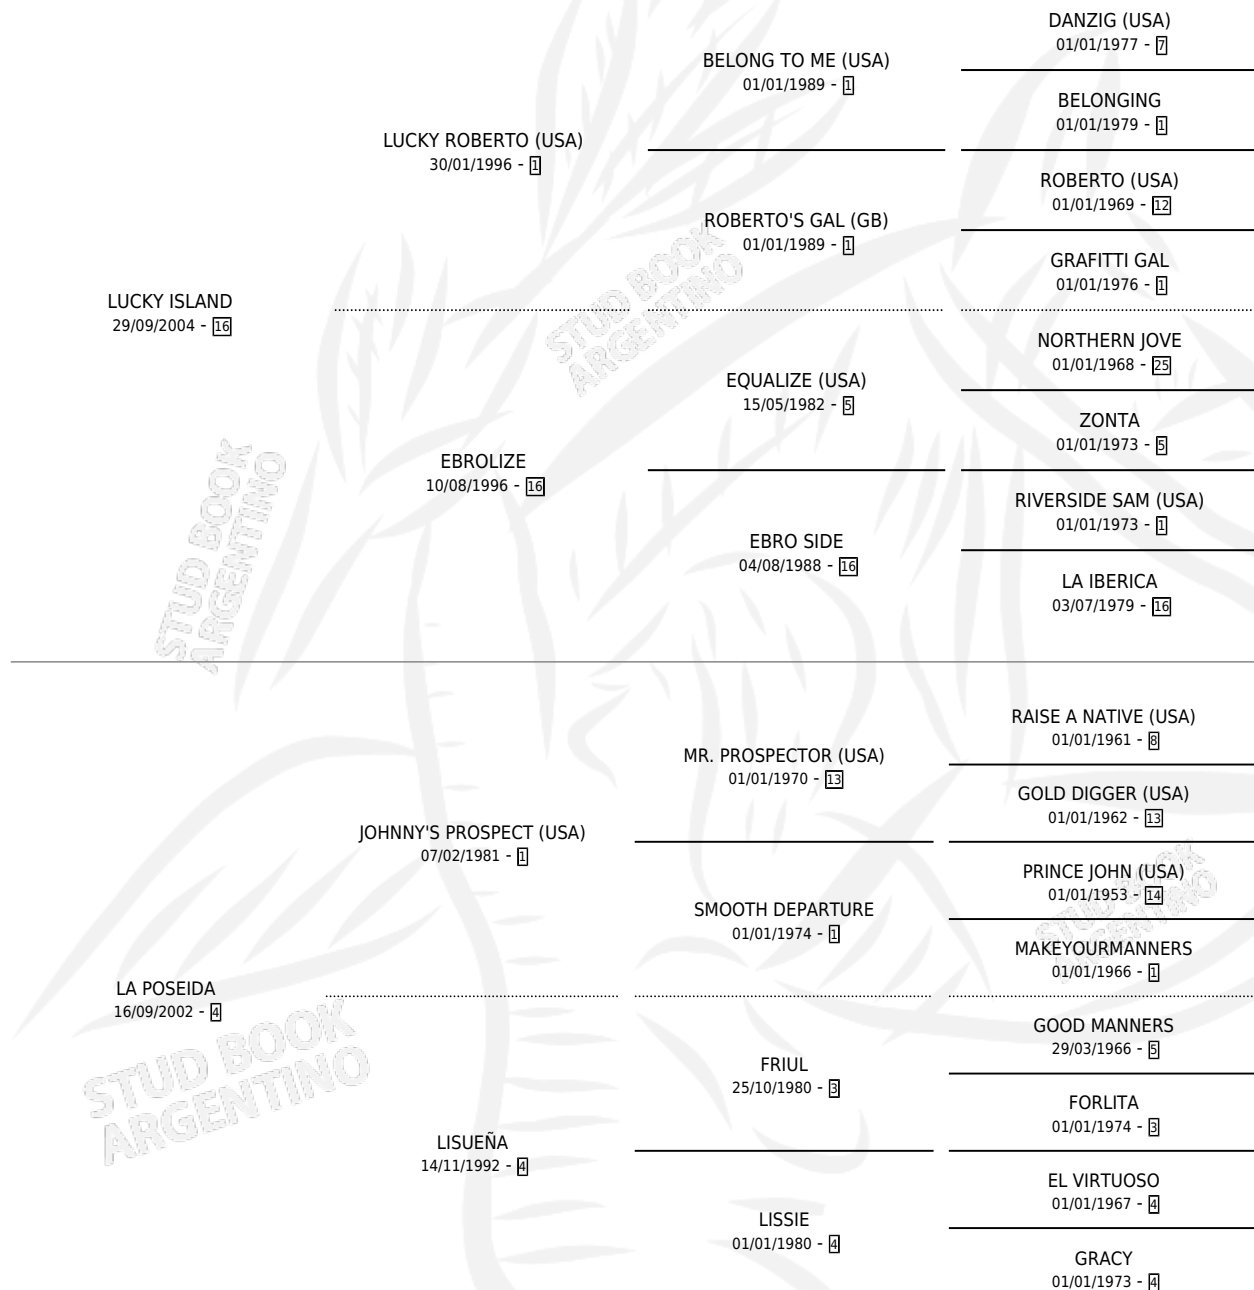 DANZIG (USA)
01/01/1977 - 7
BELONG TO ME (USA)
01/01/1989 - 1
BELONGING
01/01/1979 - 1
LUCKY ROBERTO (USA)
30/01/1996 - 1
ROBERTO (USA)
01/01/1969 - 12
ROBERTO'S GAL (GB)
01/01/1989 - 1
GRAFITTI GAL
01/01/1976 - 1
LUCKY ISLAND
29/09/2004 - 16
NORTHERN JOVE
01/01/1968 - 25
EQUALIZE (USA)
15/05/1982 - 5
ZONTA
01/01/1973 - 5
EBROLIZE
10/08/1996 - 16
RIVERSIDE SAM (USA)
01/01/1973 - 1
EBRO SIDE
04/08/1988 - 16
LA IBERICA
03/07/1979 - 16
RAISE A NATIVE (USA)
01/01/1961 - 8
MR. PROSPECTOR (USA)
01/01/1970 - 13
GOLD DIGGER (USA)
01/01/1962 - 13
JOHNNY'S PROSPECT (USA)
07/02/1981 - 1
PRINCE JOHN (USA)
01/01/1953 - 14
SMOOTH DEPARTURE
01/01/1974 - 1
MAKEYOURMANNERS
01/01/1966 - 1
LA POSEIDA
16/09/2002 - 4
GOOD MANNERS
29/03/1966 - 5
FRIUL
25/10/1980 - 3
FORLITA
01/01/1974 - 3
LISUEÑA
14/11/1992 - 4
EL VIRTUOSO
01/01/1967 - 4
LISSIE
01/01/1980 - 4
GRACY
01/01/1973 - 4
STUD BOOK
ARGENTINO
STUD BOOK
ARGENTINO
STUD BOOK
ARGENTINO
STUD BOOK
ARGENTINO